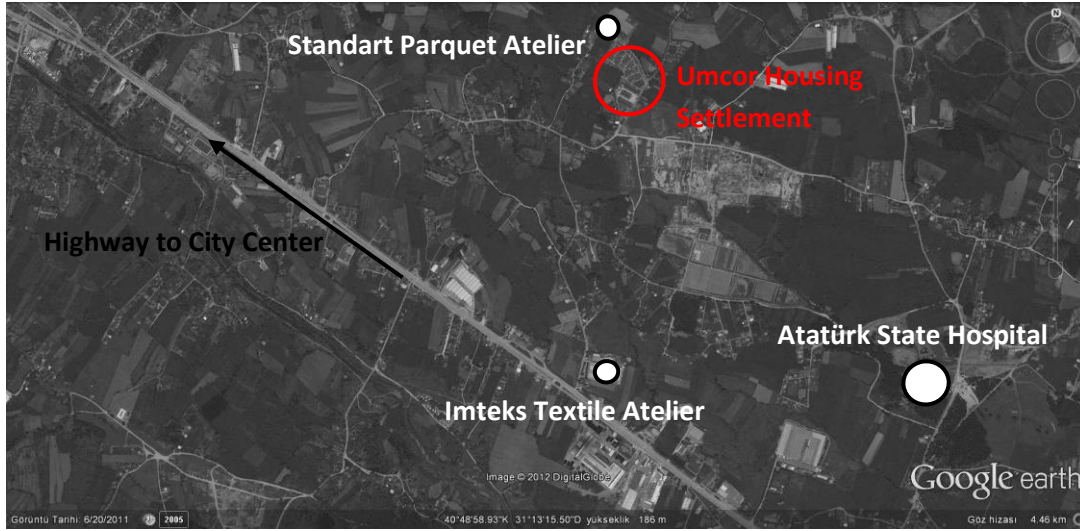 N
Standart Parquet Atelier
Umcor Housing
Settlement
Highway to City Center
Atatürk State Hospital
Imteks Textile Atelier
Image © 2012 DigitalGlobe
Google earth
Görüntü Tarihi: 6/20/2011 2005 40°48'58.93"K 31°13'15.50"D yukseklik 186 m Göz hizası 4.46 km